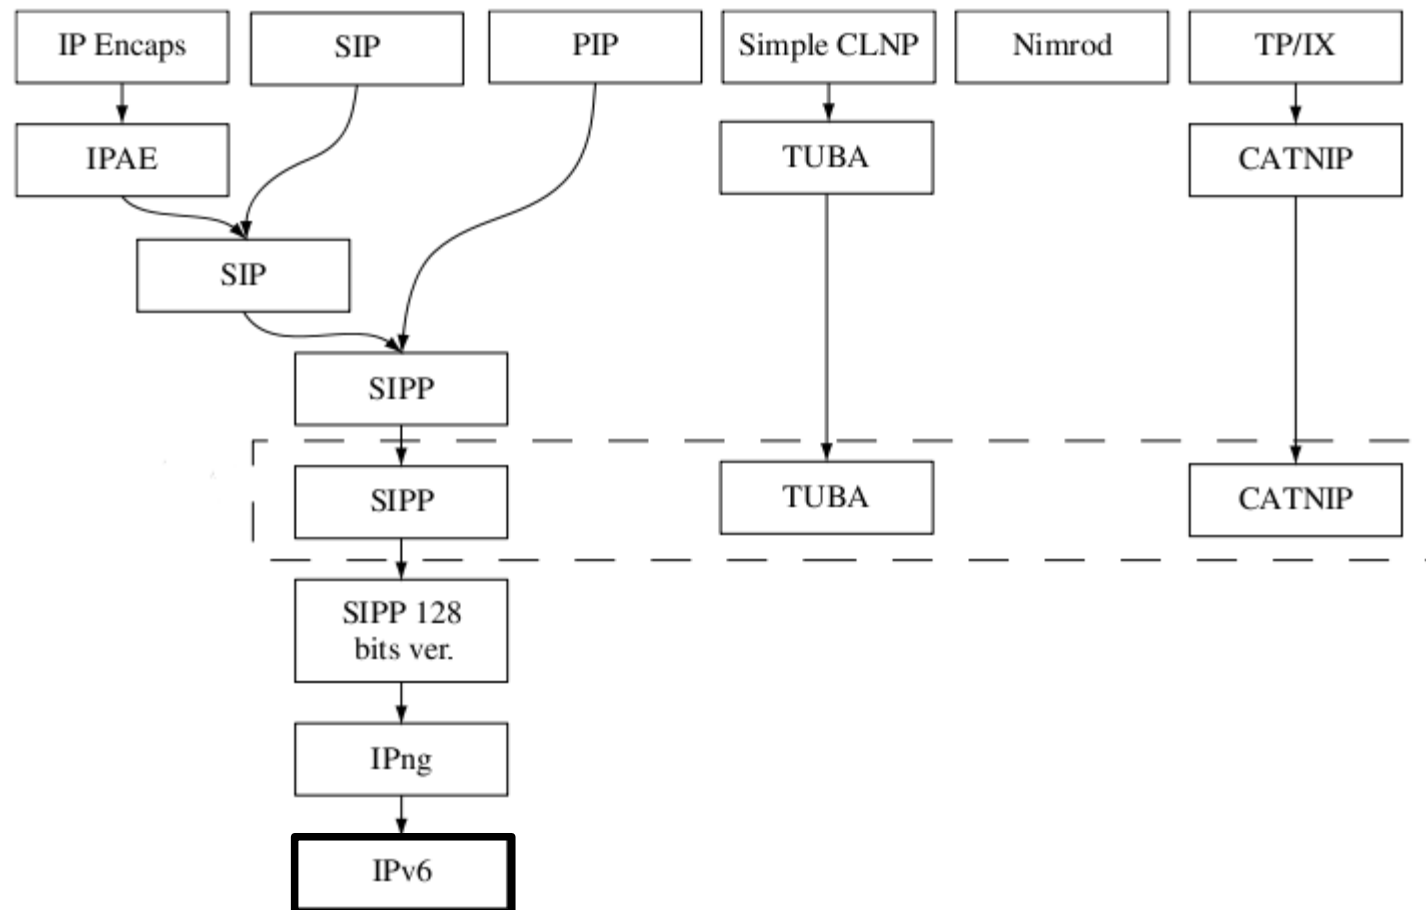 IP Encaps
SIP
PIP
Simple CLNP
Nimrod
TP/IX
IPAE
TUBA
CATNIP
SIP
SIPP
SIPP
TUBA
CATNIP
SIPP 128
bits ver.
IPng
IPv6